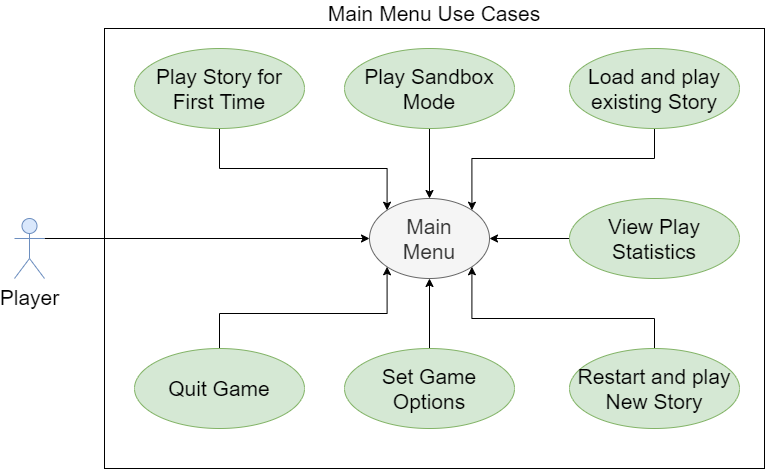 Main Menu Use Cases
Play Story for
First Time
Play Sandbox
Mode
Load and play
existing Story
Main
Menu
View Play
Statistics
Player
Quit Game
Set Game
Options
Restart and play
New Story